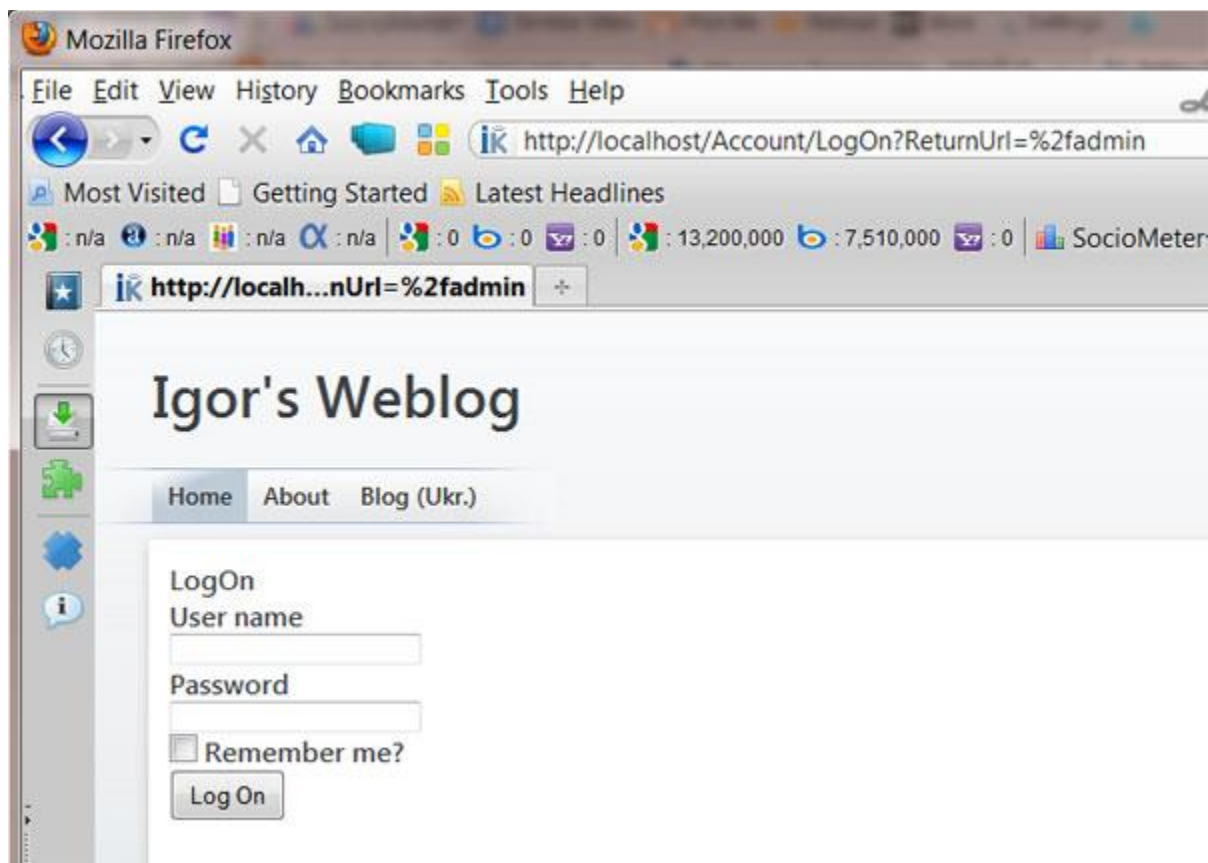 Mozilla Firefox
File Edit View History Bookmarks Tools Help
iK http://localhost/Account/LogOn?ReturnUrl=%2fadmin
Most Visited Getting Started Latest Headlines
: n/a : n/a : n/a : n/a : 0 : 0 : 0 : 13,200,000 : 7,510,000 : 0 SocioMeter
iK http://localh...nUrl=%2fadmin
Igor's Weblog
Home About Blog (Ukr.)
LogOn
User name
Password
Remember me?
Log On